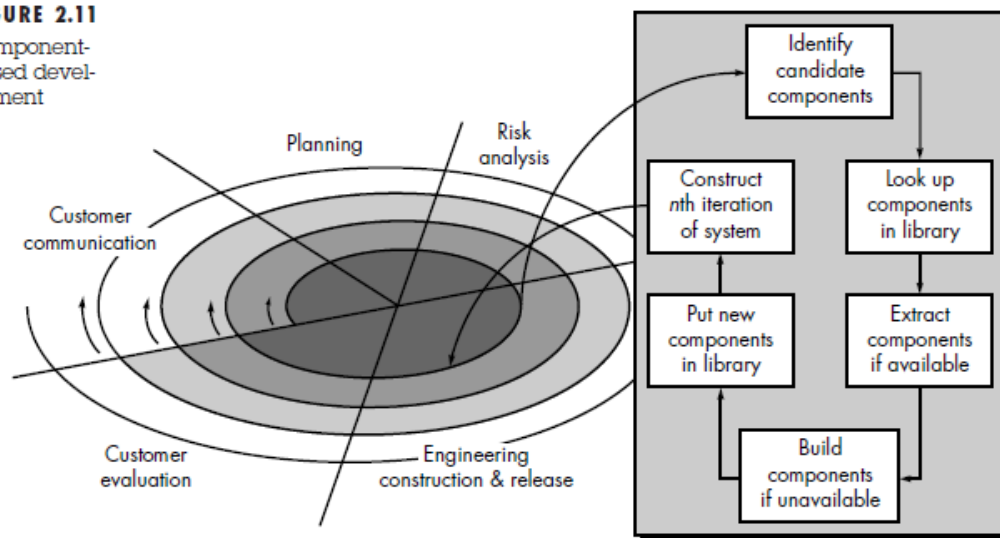 GURE 2.11
mponent-
sed devel-
ment
Planning
Risk
analysis
Customer
communication
Customer
evaluation
Engineering
construction & release
Identify
candidate
components
Look up
components
in library
Extract
components
if available
Build
components
if unavailable
Put new
components
in library
Construct
nth iteration
of system